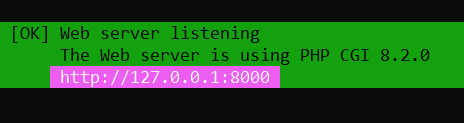 [OK] Web server listening
The Web server is using PHP CGI 8.2.0
http://127.0.0.1:8000